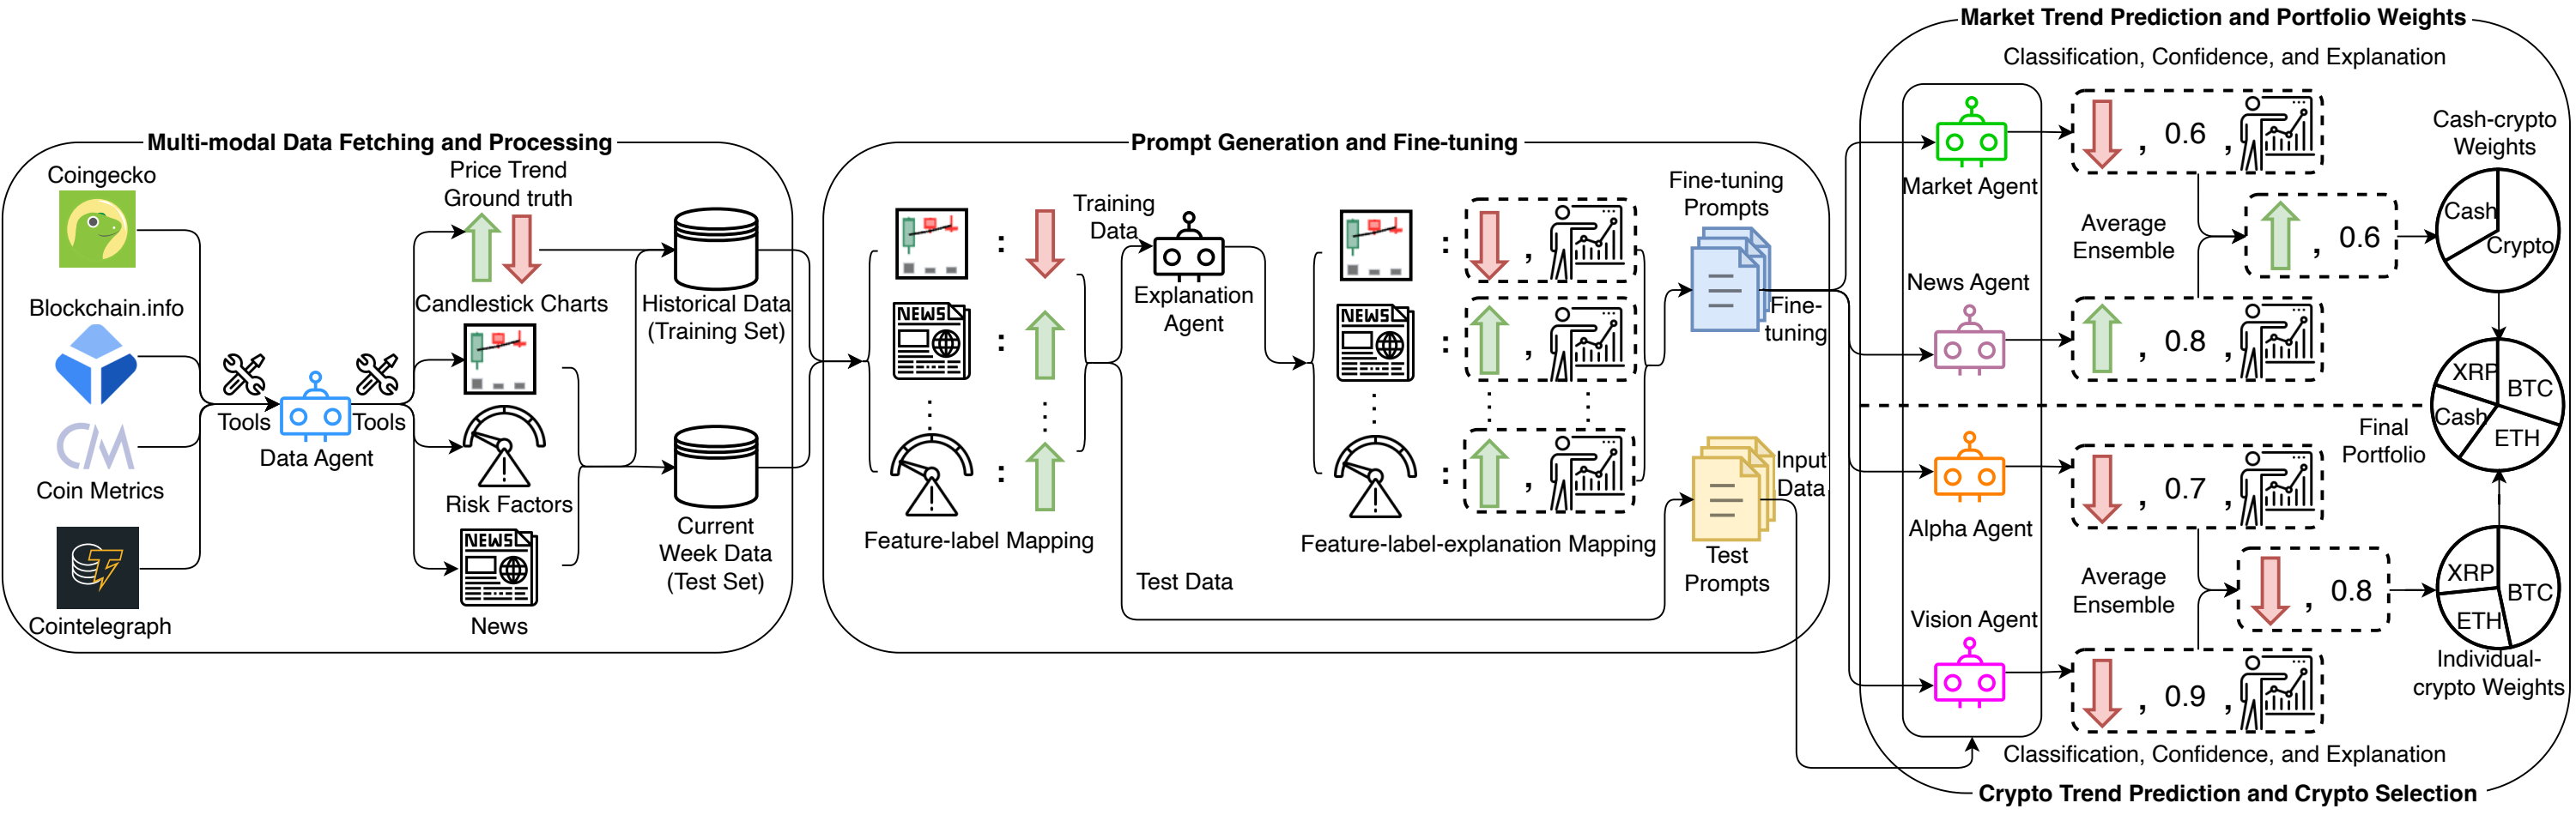 Multi-modal Data Fetching and Processing
Coingecko
Blockchain.info
CM
Coin Metrics
Cointelegraph
Tools
Data Agent
Tools
Price Trend
Ground truth
Candlestick Charts
Risk Factors
NEWS
News
Historical Data
(Training Set)
Current
Week Data
(Test Set)
Prompt Generation and Fine-tuning
:
NEWS
:
:
Feature-label Mapping
Training
Data
Explanation
Agent
Test Data
: ,
NEWS
: ,
: ,
Feature-label-explanation Mapping
Fine-tuning
Prompts
Fine-
tuning
Test
Prompts
Input
Data
Market Trend Prediction and Portfolio Weights
Classification, Confidence, and Explanation
Market Agent
, 0.6 ,
News Agent
, 0.8 ,
Average
Ensemble
, 0.6
Cash-crypto
Weights
Cash
Crypto
XRP
BTC
Cash
ETH
Final
Portfolio
Alpha Agent
, 0.7 ,
Vision Agent
, 0.9 ,
Average
Ensemble
, 0.8
XRP
BTC
ETH
Individual-
crypto Weights
Classification, Confidence, and Explanation
Crypto Trend Prediction and Crypto Selection